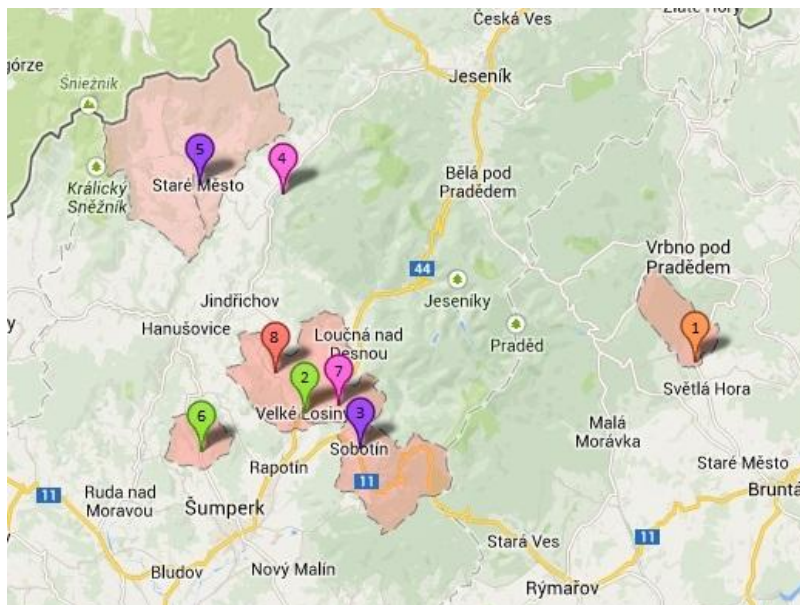 Zlaté Hory
Česká Ves
górze
Śnieżnik
Jeseník
5
4
Staré Město
Králický
Sněžník
Bělá pod
Pradědem
Vrbno pod
Pradědem
44
Jeseníky
Jindřichov
Hanušovice
Loučná nad
Desnou
Praděd
1
8
2
7
Světlá Hora
Velké Losiny
3
6
Malá
Morávka
Sobotín
Rapotín
Staré Město
11
Ruda nad
Moravou
11
Bruntá
Šumperk
11
Stará Ves
Bludov
Nový Malín
Rýmařov